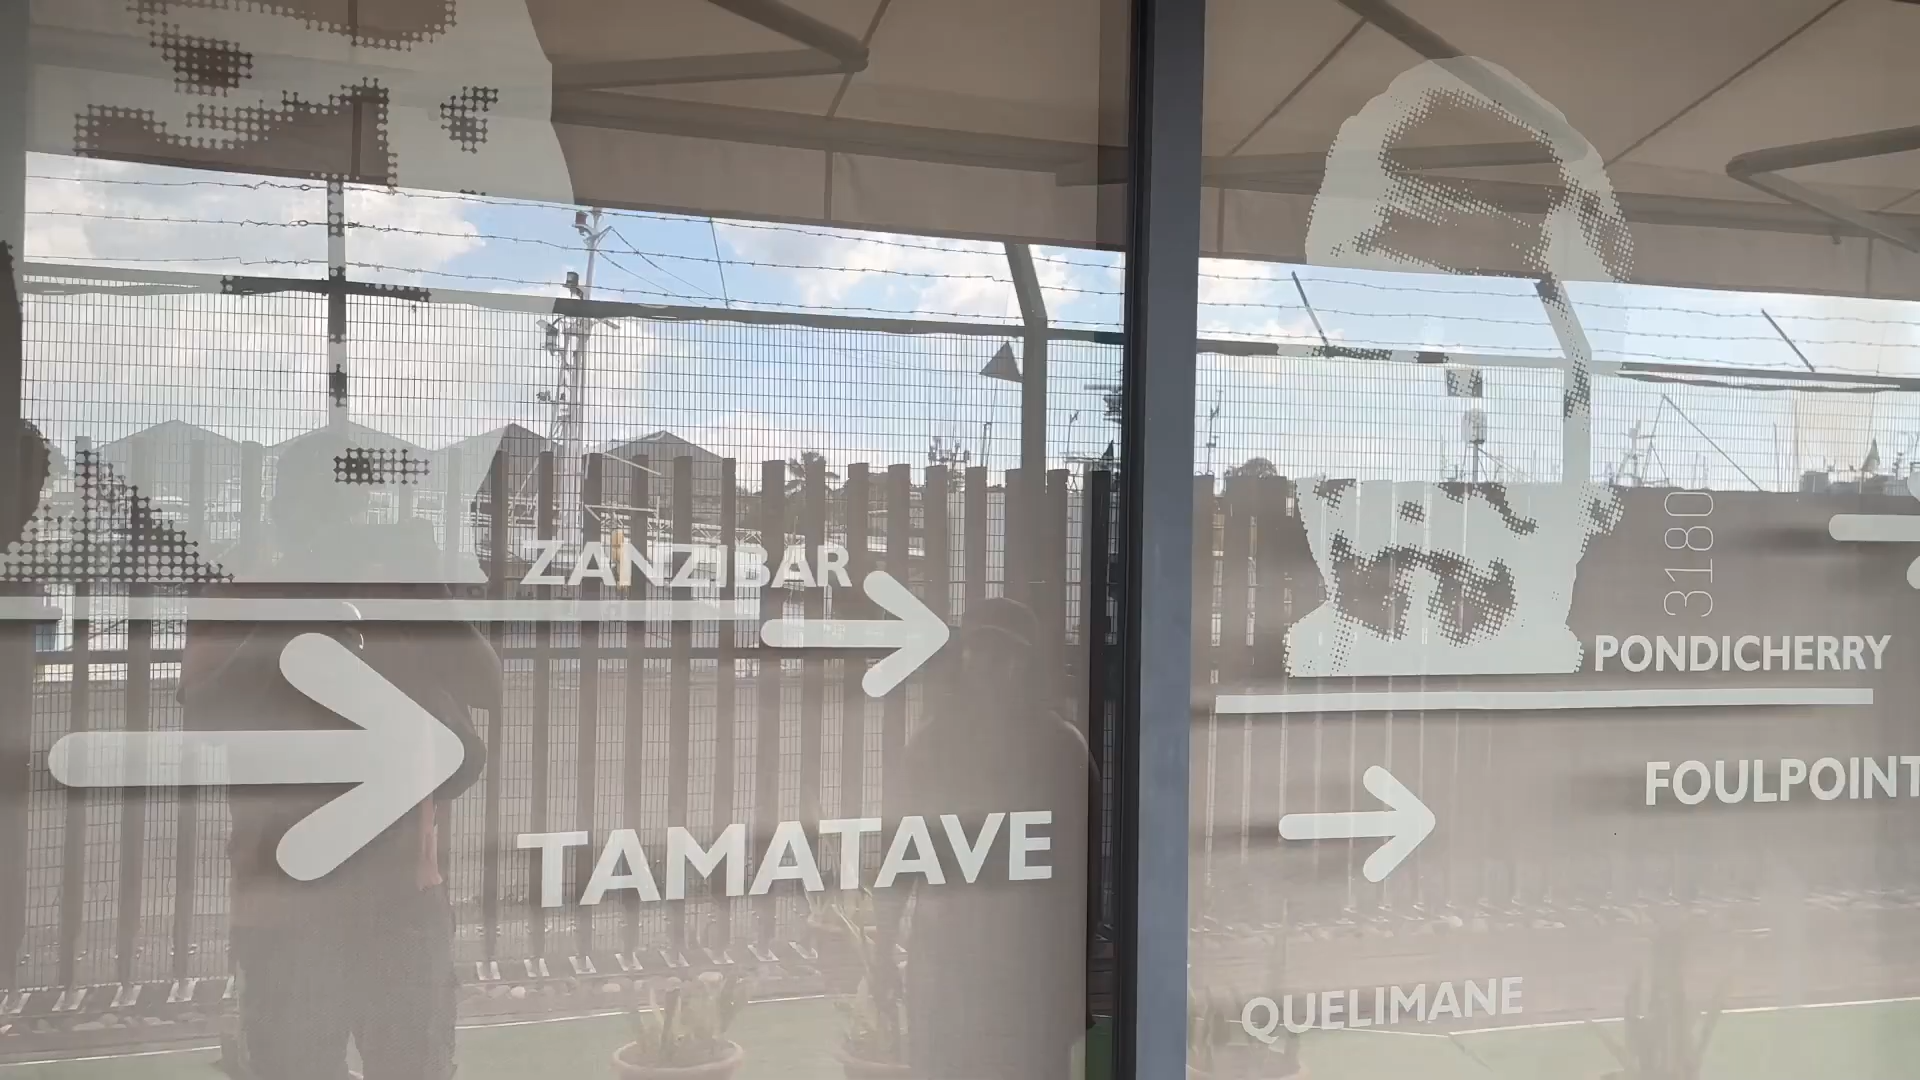 ZANZIBAR
TAMATAVE
3180
PONDICHERRY
FOULPOINT
QUELIMANE